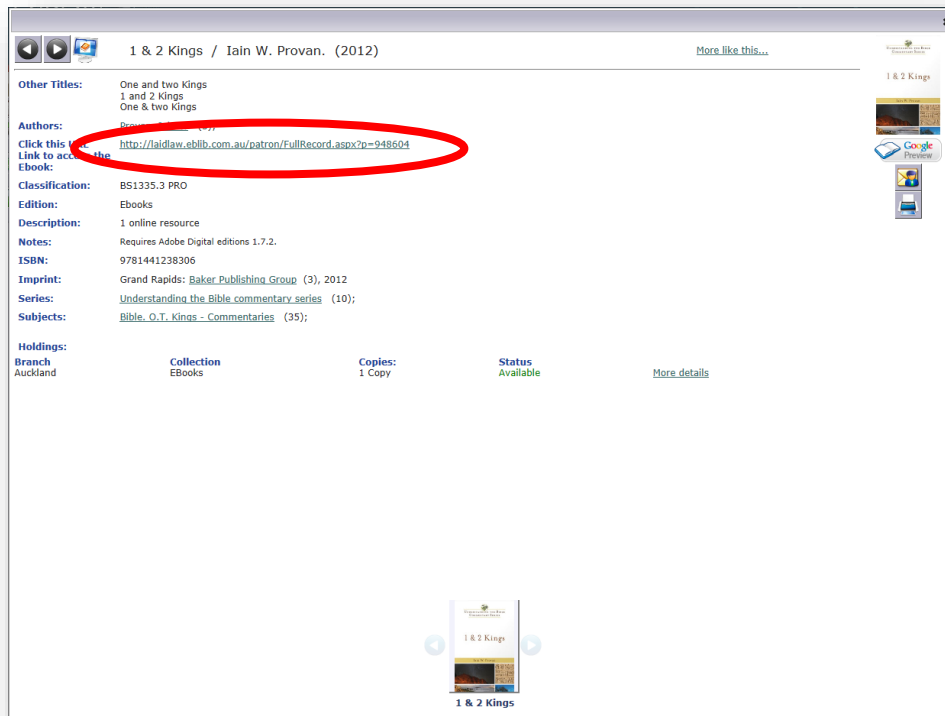 1 & 2 Kings / Iain W. Provan. (2012)
More like this...
Other Titles:
One and two Kings
1 and 2 Kings
One & two Kings
Authors:
Click this URL
Link to access the
Ebook:
http://laidlaw.eblib.com.au/patron/FullRecord.aspx?p=948604
Classification:
BS1335.3 PRO
Edition:
Ebooks
Description:
1 online resource
Notes:
Requires Adobe Digital editions 1.7.2.
ISBN:
9781441238306
Imprint:
Grand Rapids: Baker Publishing Group (3), 2012
Series:
Understanding the Bible commentary series (10);
Subjects:
Bible. O.T. Kings - Commentaries (35);
Holdings:
Branch Collection Copies: Status
Auckland EBooks 1 Copy Available More details
1 & 2 Kings
Google
Preview
1 & 2 Kings
1 & 2 Kings